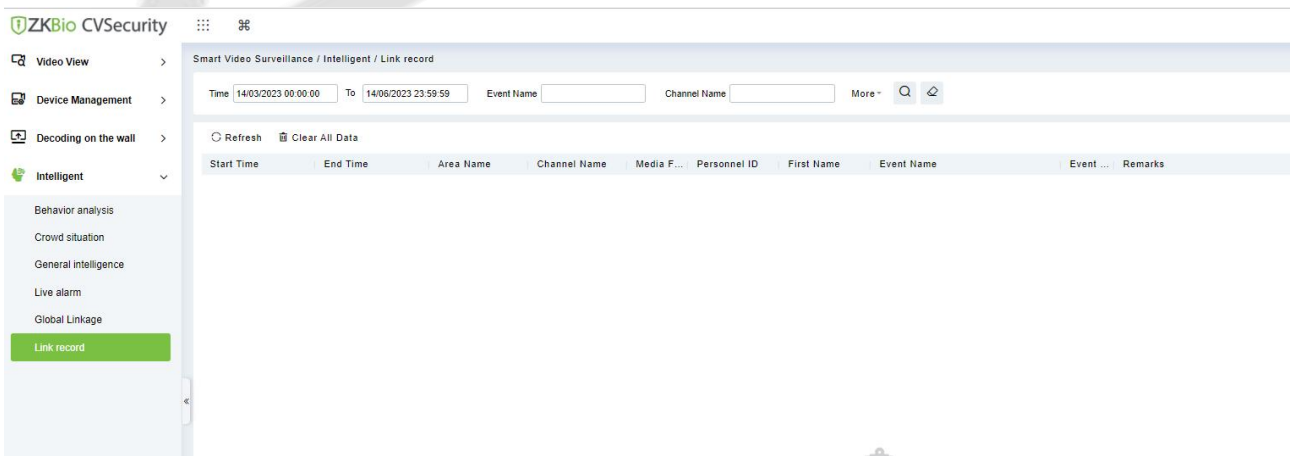 ZKBio CVSecurity
Video View
Device Management
Decoding on the wall
Intelligent
Behavior analysis
Crowd situation
General intelligence
Live alarm
Global Linkage
Link record
Smart Video Surveillance / Intelligent / Link record
Time 14/03/2023 00:00:00 To 14/06/2023 23:59:59 Event Name Channel Name More
Refresh Clear All Data
Start Time End Time Area Name Channel Name Media F... Personnel ID First Name Event Name Event ... Remarks